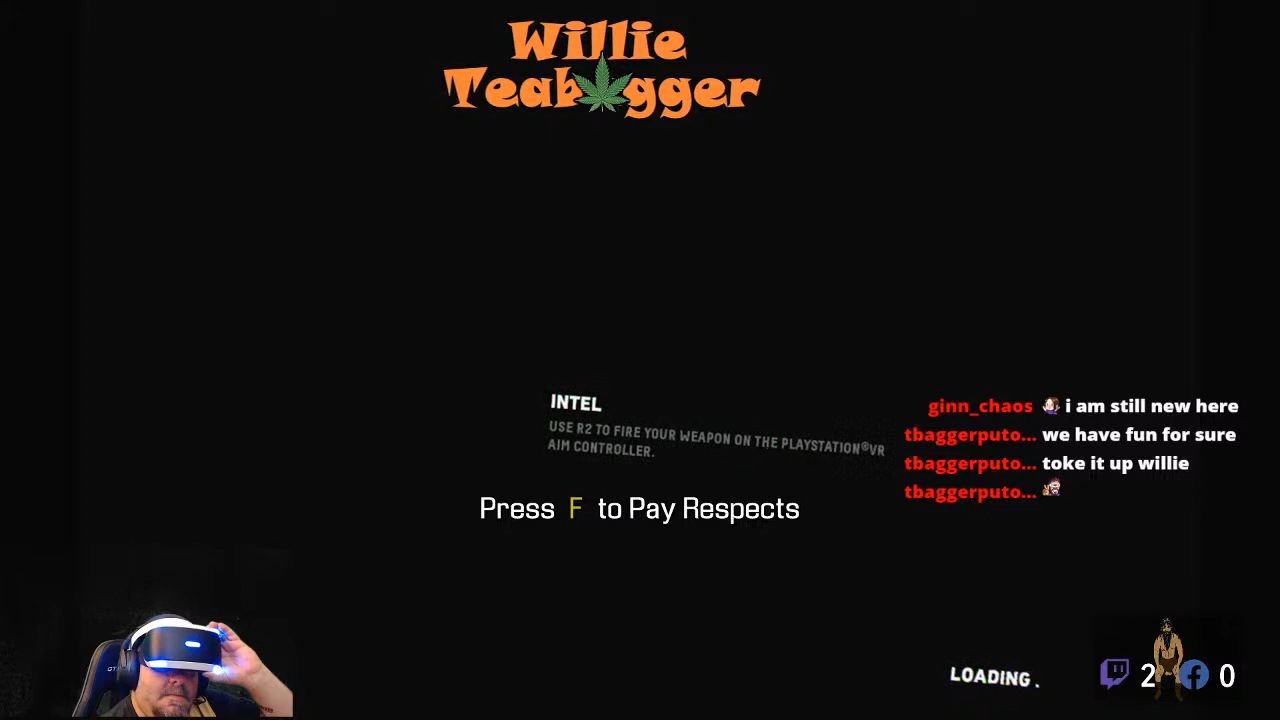 Willie
Teabagger
INTEL
USE R2 TO FIRE YOUR WEAPON ON THE PLAYSTATION®VR
AIM CONTROLLER.
Press F to Pay Respects
ginn_chaos i am still new here
tbaggerputo... we have fun for sure
tbaggerputo... toke it up willie
tbaggerputo...
LOADING .
2 0